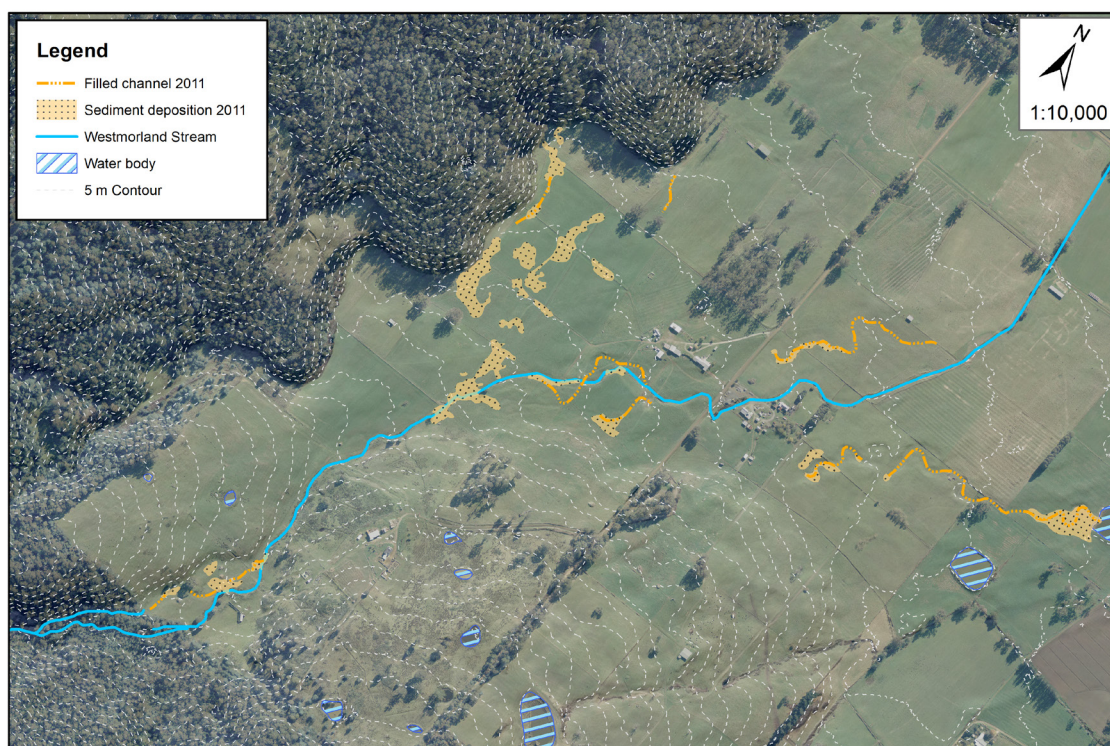 Legend
Filled channel 2011
Sediment deposition 2011
Westmorland Stream
Water body
5 m Contour
N
1:10,000